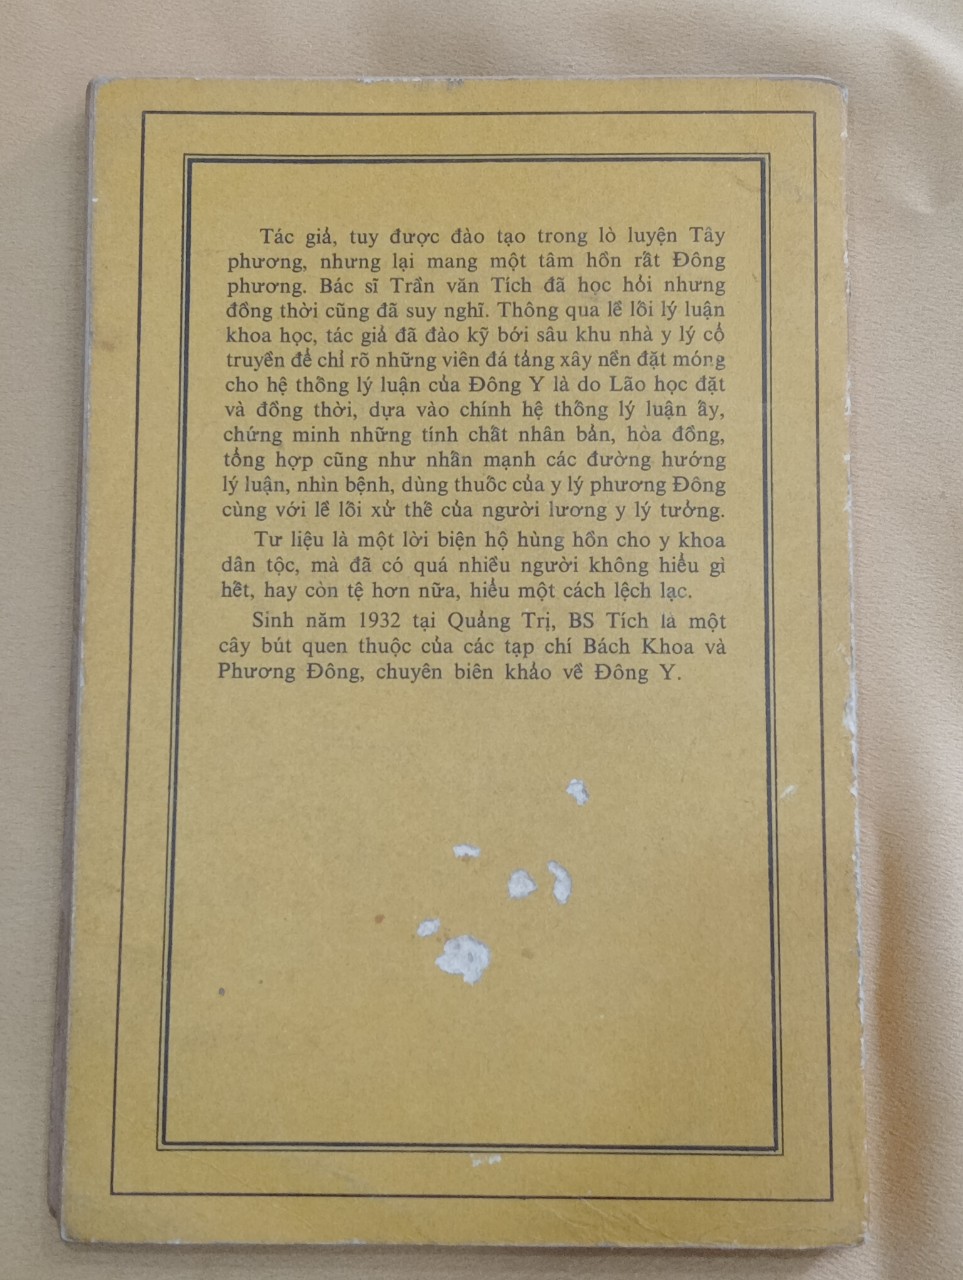 Tác giả, tuy được đào tạo trong lò luyện Tây
phương, nhưng lại mang một tâm hồn rất Đông
phương. Bác sĩ Trần văn Tích đã học hỏi nhưng
đồng thời cũng đã suy nghĩ. Thông qua lề lối lý luận
khoa học, tác giả đã đào kỹ bới sâu khu nhà y lý cổ
truyền để chỉ rõ những viên đá tảng xây nền đặt móng
cho hệ thống lý luận của Đông Y là do Lão học đặt
và đồng thời, dựa vào chính hệ thống lý luận ấy,
chứng minh những tính chất nhân bản, hòa đồng,
tổng hợp cũng như nhấn mạnh các đường hướng
lý luận, nhìn bệnh, dùng thuốc của y lý phương Đông
cùng với lề lối xử thế của người lương y lý tưởng.
Tư liệu là một lời biện hộ hùng hồn cho y khoa
dân tộc, mà đã có quá nhiều người không hiểu gì
hết, hay còn tệ hơn nữa, hiểu một cách lệch lạc.
Sinh năm 1932 tại Quảng Trị, BS Tích là một
cây bút quen thuộc của các tạp chí Bách Khoa và
Phương Đông, chuyên biên khảo về Đông Y.